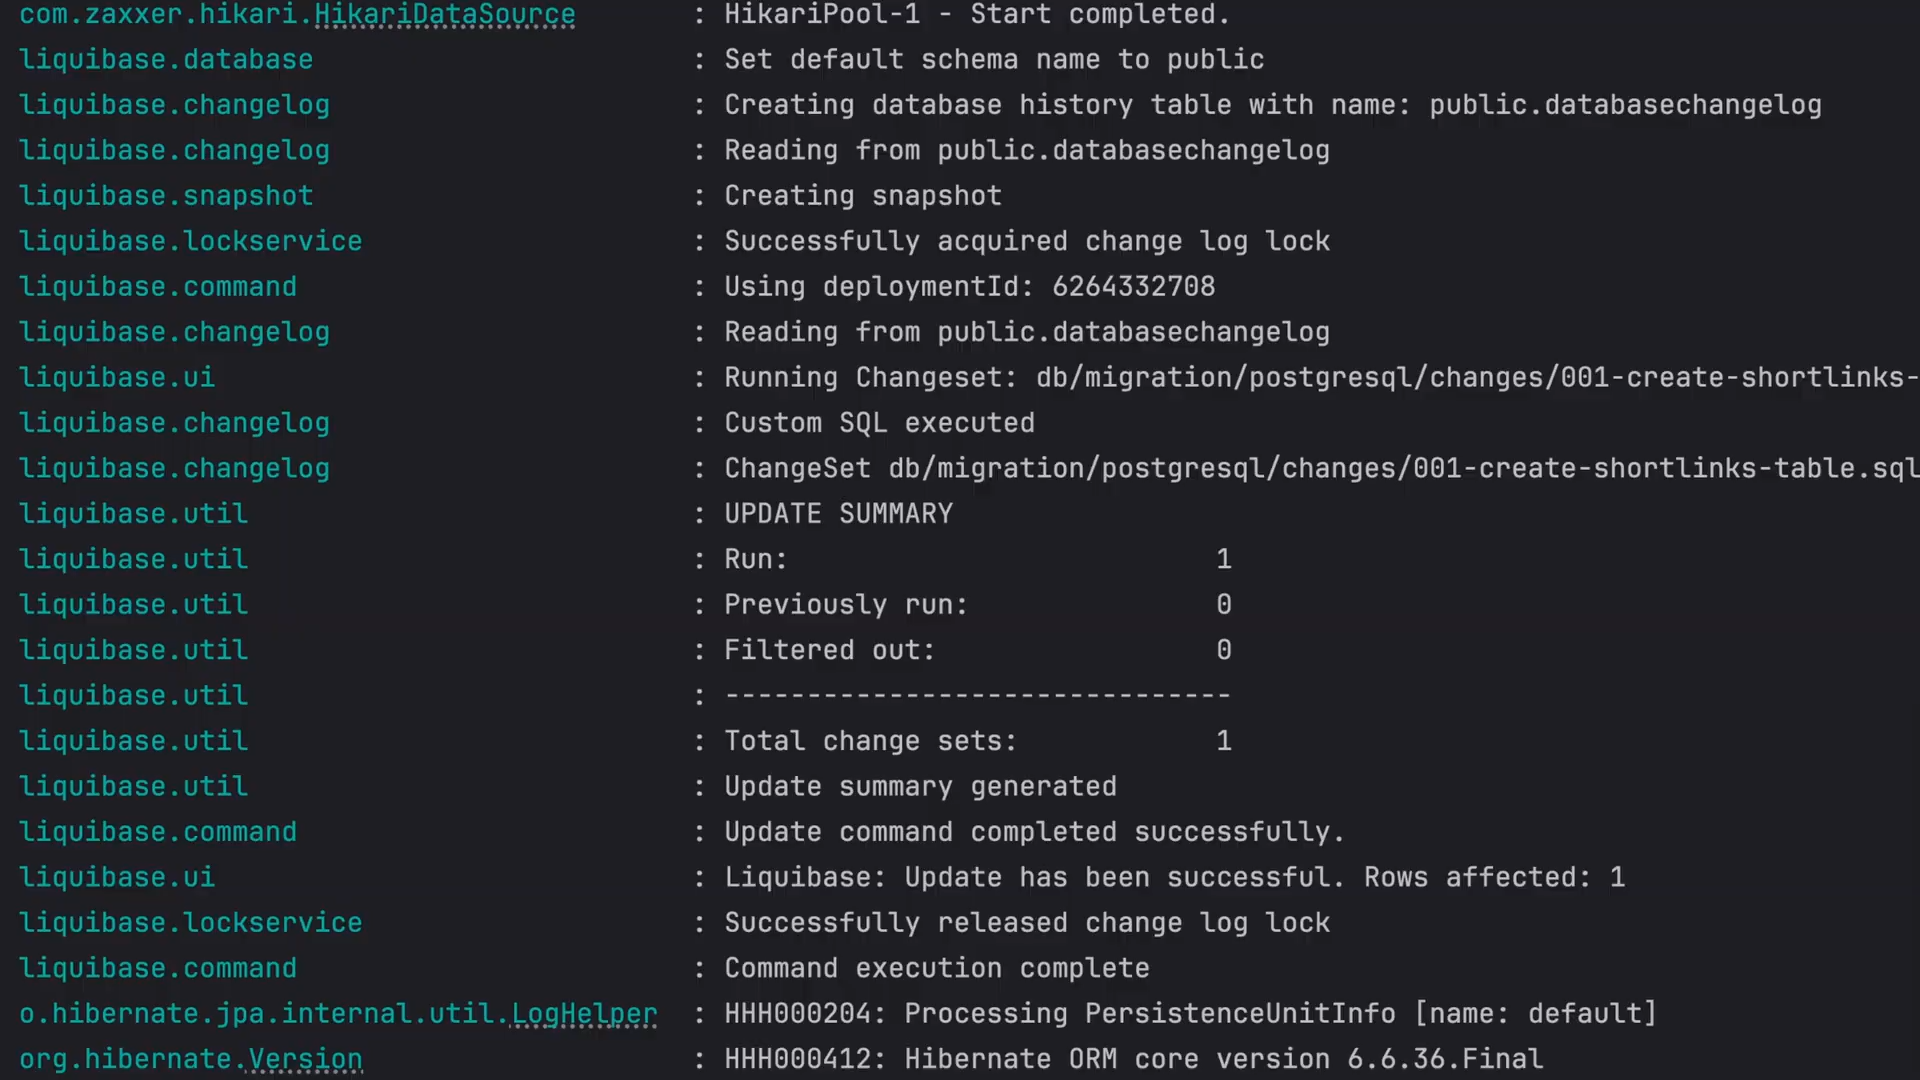 com.zaxxer.hikari.HikariDataSource : HikariPool-1 - Start completed.
liquibase.database : Set default schema name to public
liquibase.changelog : Creating database history table with name: public.databasechangelog
liquibase.changelog : Reading from public.databasechangelog
liquibase.snapshot : Creating snapshot
liquibase.lockservice : Successfully acquired change log lock
liquibase.command : Using deploymentId: 6264332708
liquibase.changelog : Reading from public.databasechangelog
liquibase.ui : Running Changeset: db/migration/postgresql/changes/001-create-shortlinks-
liquibase.changelog : Custom SQL executed
liquibase.changelog : ChangeSet db/migration/postgresql/changes/001-create-shortlinks-table.sql
liquibase.util : UPDATE SUMMARY
liquibase.util : Run: 1
liquibase.util : Previously run: 0
liquibase.util : Filtered out: 0
liquibase.util : -------------------------------
liquibase.util : Total change sets: 1
liquibase.util : Update summary generated
liquibase.command : Update command completed successfully.
liquibase.ui : Liquibase: Update has been successful. Rows affected: 1
liquibase.lockservice : Successfully released change log lock
liquibase.command : Command execution complete
o.hibernate.jpa.internal.util.LogHelper : HHH000204: Processing PersistenceUnitInfo [name: default]
org.hibernate.Version : HHH000412: Hibernate ORM core version 6.6.36.Final